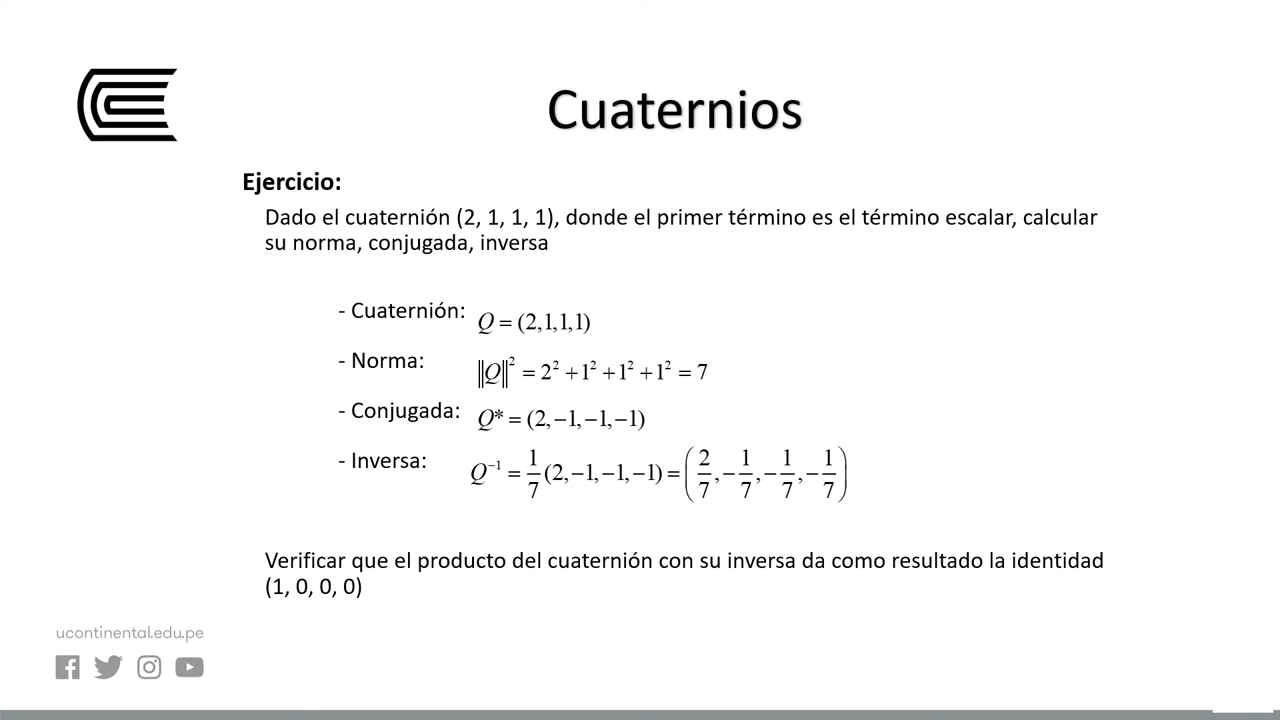 Cuaternios
Ejercicio:
Dado el cuaternión (2, 1, 1, 1), donde el primer término es el término escalar, calcular
su norma, conjugada, inversa
- Cuaternión: Q = (2,1,1,1)
- Norma: ‖Q‖² = 2² + 1² + 1² + 1² = 7
- Conjugada: Q* = (2,−1,−1,−1)
- Inversa: Q⁻¹ = 1/7 (2,−1,−1,−1) = (2/7, −1/7, −1/7, −1/7)
Verificar que el producto del cuaternión con su inversa da como resultado la identidad
(1, 0, 0, 0)
ucontinental.edu.pe